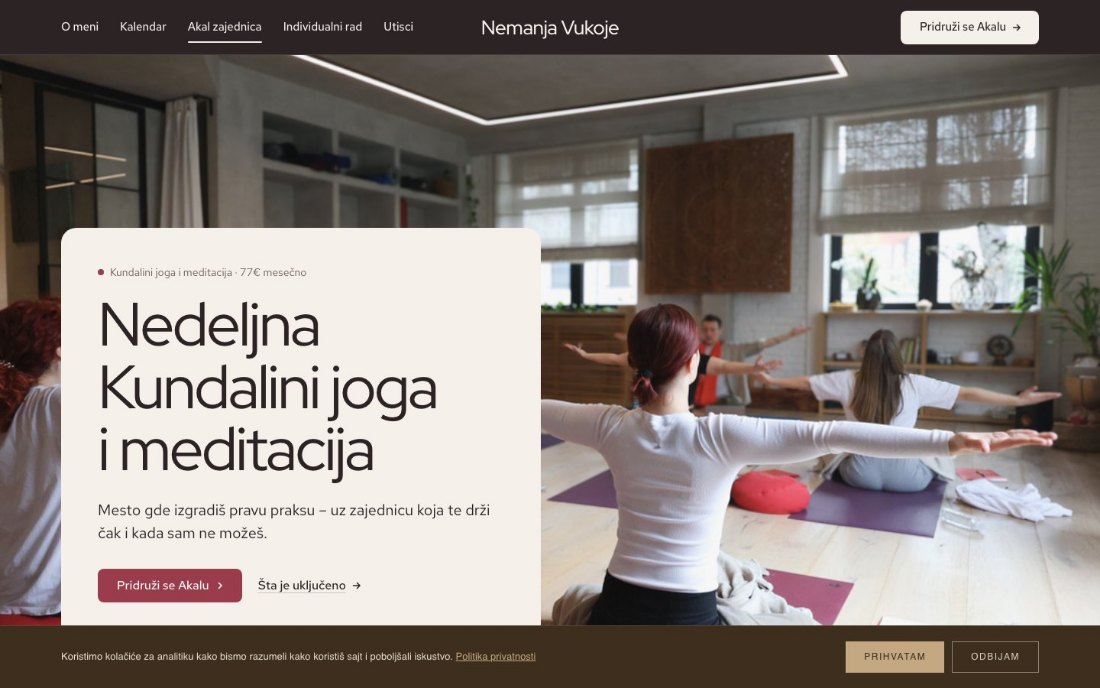 O meni
Kalendar
Akal zajednica
Individualni rad
Utisci
Nemanja Vukoje
Pridruži se Akalu →
Kundalini joga i meditacija · 77€ mesečno
Nedeljna
Kundalini joga
i meditacija
Mesto gde izgradiš pravu praksu – uz zajednicu koja te drži
čak i kada sam ne možeš.
Pridruži se Akalu ›
Šta je uključeno →
Koristimo kolačiće za analitiku kako bismo razumeli kako koristiš sajt i poboljšali iskustvo. Politika privatnosti
PRIHVATAM
ODBIJAM